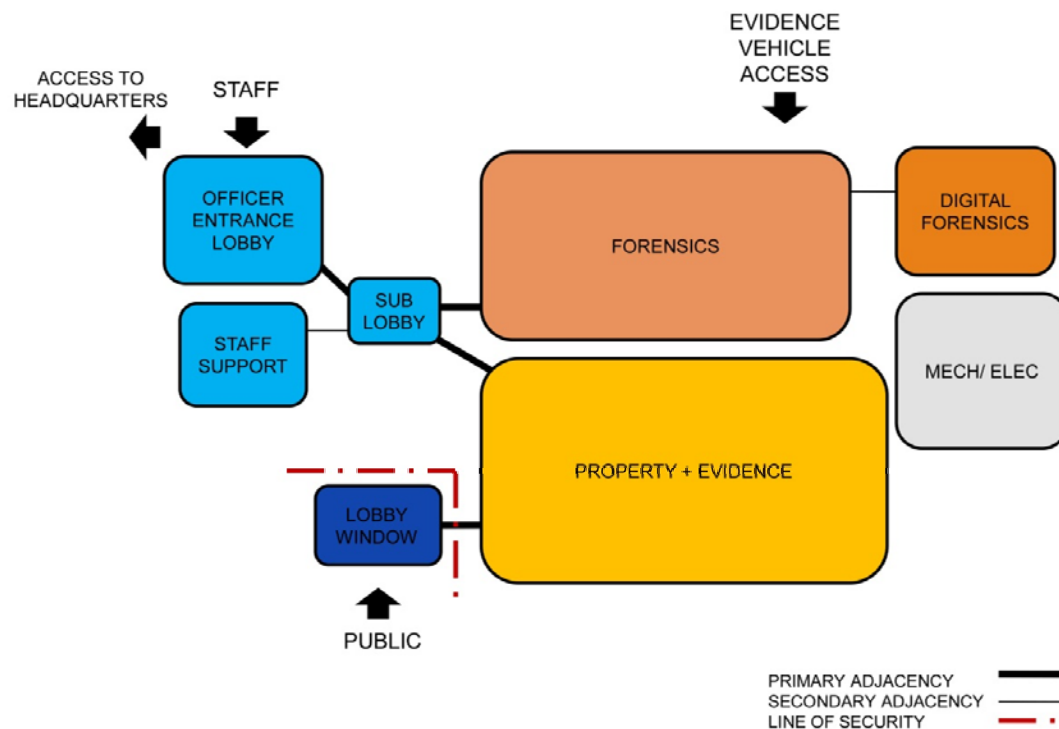 EVIDENCE
VEHICLE
ACCESS
ACCESS TO
HEADQUARTERS
STAFF
OFFICER
ENTRANCE
LOBBY
FORENSICS
DIGITAL
FORENSICS
SUB
LOBBY
STAFF
SUPPORT
MECH/ ELEC
PROPERTY + EVIDENCE
LOBBY
WINDOW
PUBLIC
PRIMARY ADJACENCY
SECONDARY ADJACENCY
LINE OF SECURITY